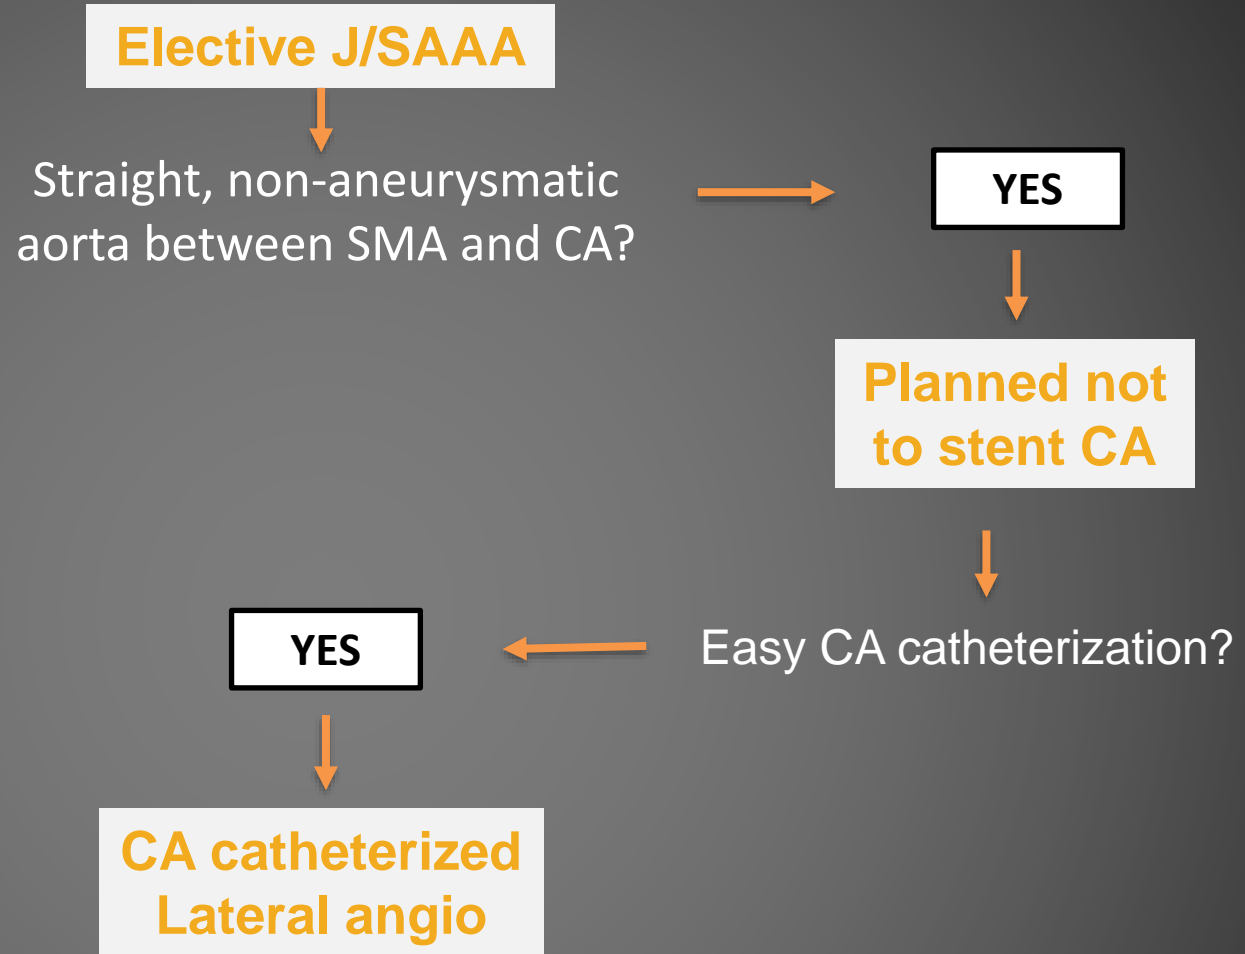 Elective J/SAAA
Straight, non-aneurysmatic
aorta between SMA and CA?
YES
Planned not
to stent CA
Easy CA catheterization?
YES
CA catheterized
Lateral angio